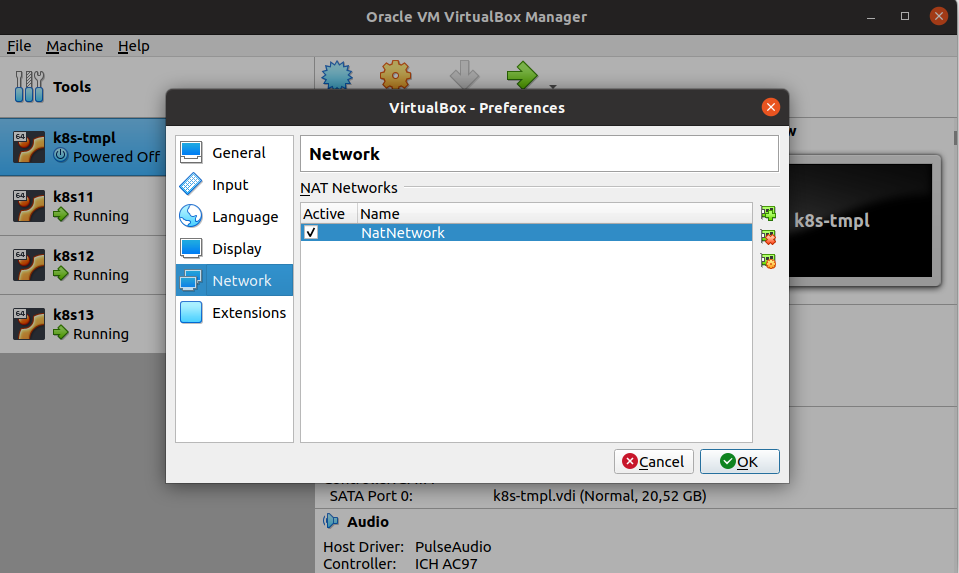 Oracle VM VirtualBox Manager
File Machine Help
Tools
64
k8s-tmpl
Powered Off
64
k8s11
Running
64
k8s12
Running
64
k8s13
Running
VirtualBox - Preferences
General
Input
Language
Display
Network
Extensions
Network
NAT Networks
Active Name
NatNetwork
Cancel OK
k8s-tmpl
SATA Port 0: k8s-tmpl.vdi (Normal, 20,52 GB)
Audio
Host Driver: PulseAudio
Controller: ICH AC97